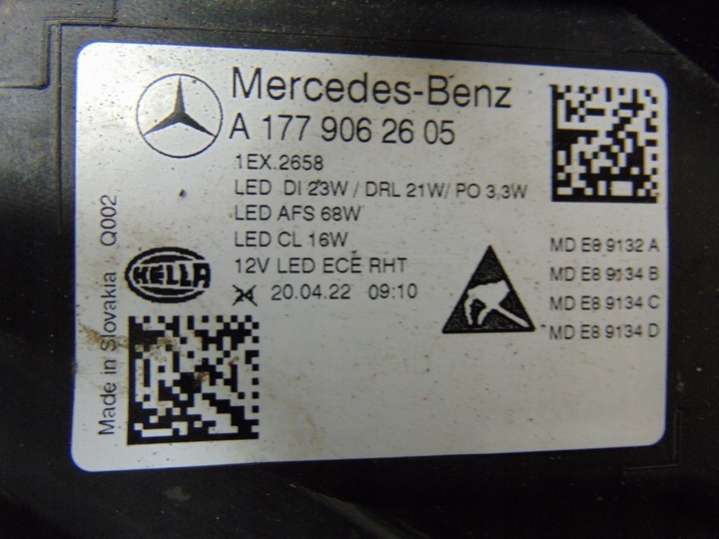 Mercedes-Benz
A 177 906 26 05
1EX.2658
LED DI 23W / DRL 21W/ PO 3,3W
LED AFS 68W
LED CL 16W
12V LED ECE RHT
24 20.04.22 09:10
HELLA
Made in Slovakia Q002
MD E8 9132 A
MD E8 9134 B
MD E8 9134 C
MD E8 9134 D